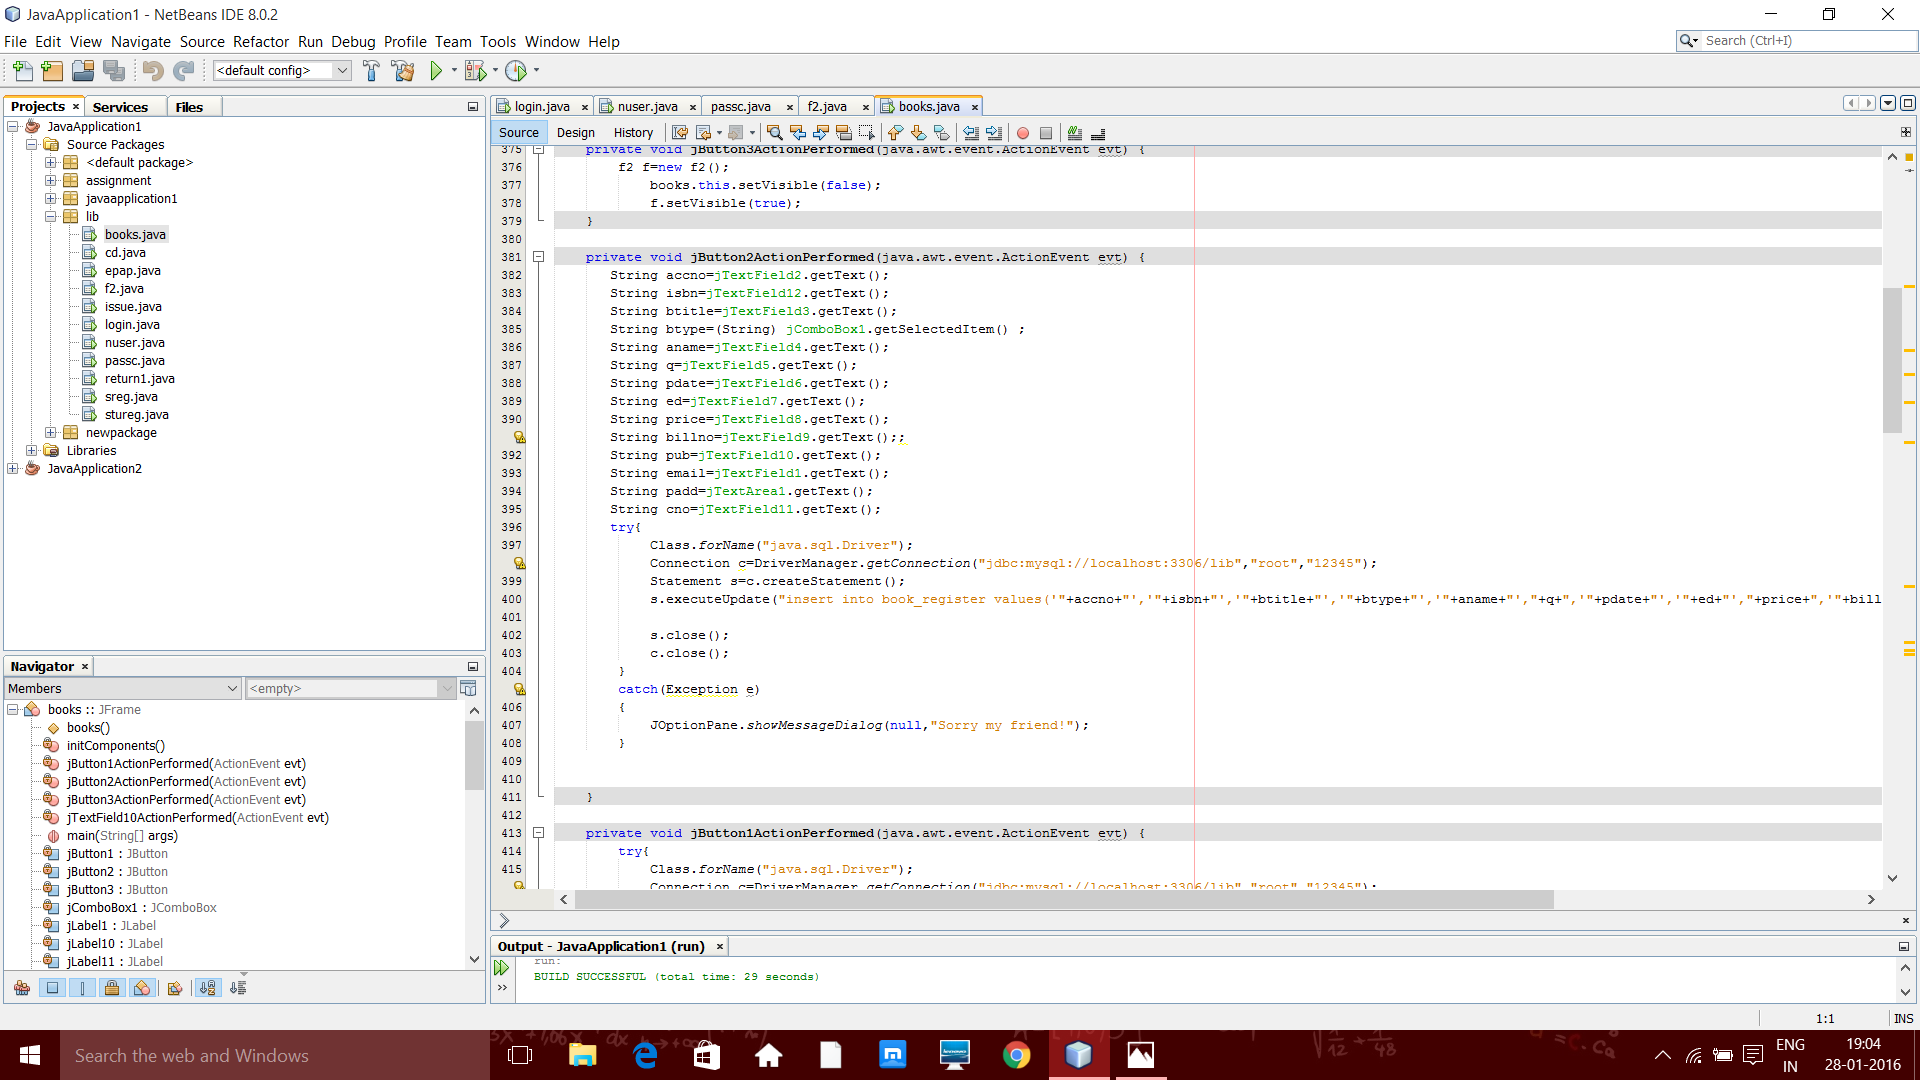 JavaApplication1 - NetBeans IDE 8.0.2
File Edit View Navigate Source Refactor Run Debug Profile Team Tools Window Help
Search (Ctrl+I)
<default config>
Projects Services Files
JavaApplication1
Source Packages
<default package>
assignment
javaapplication1
lib
books.java
cd.java
epap.java
f2.java
issue.java
login.java
nuser.java
passc.java
return1.java
sreg.java
stureg.java
newpackage
Libraries
JavaApplication2
Navigator
Members
<empty>
books :: JFrame
books()
initComponents()
jButton1ActionPerformed(ActionEvent evt)
jButton2ActionPerformed(ActionEvent evt)
jButton3ActionPerformed(ActionEvent evt)
jTextField10ActionPerformed(ActionEvent evt)
main(String[] args)
jButton1 : JButton
jButton2 : JButton
jButton3 : JButton
jComboBox1 : JComboBox
jLabel1 : JLabel
jLabel10 : JLabel
jLabel11 : JLabel
login.java nuser.java passc.java f2.java books.java
Source Design History
375 private void jButton3ActionPerformed(java.awt.event.ActionEvent evt) {
376 f2 f=new f2();
377 books.this.setVisible(false);
378 f.setVisible(true);
379 }
380
381 private void jButton2ActionPerformed(java.awt.event.ActionEvent evt) {
382 String accno=jTextField2.getText();
383 String isbn=jTextField12.getText();
384 String btitle=jTextField3.getText();
385 String btype=(String) jComboBox1.getSelectedItem() ;
386 String aname=jTextField4.getText();
387 String q=jTextField5.getText();
388 String pdate=jTextField6.getText();
389 String ed=jTextField7.getText();
390 String price=jTextField8.getText();
String billno=jTextField9.getText();;
392 String pub=jTextField10.getText();
393 String email=jTextField1.getText();
394 String padd=jTextArea1.getText();
395 String cno=jTextField11.getText();
396 try{
397 Class.forName("java.sql.Driver");
Connection c=DriverManager.getConnection("jdbc:mysql://localhost:3306/lib","root","12345");
399 Statement s=c.createStatement();
400 s.executeUpdate("insert into book_register values('"+accno+"','"+isbn+"','"+btitle+"','"+btype+"','"+aname+"',"+q+",'"+pdate+"','"+ed+"',"+price+",'"+bill
401
402 s.close();
403 c.close();
404 }
catch(Exception e)
406 {
407 JOptionPane.showMessageDialog(null,"Sorry my friend!");
408 }
409
410
411 }
412
413 private void jButton1ActionPerformed(java.awt.event.ActionEvent evt) {
414 try{
415 Class.forName("java.sql.Driver");
Connection c=DriverManager.getConnection("jdbc:mysql://localhost:3306/lib","root","12345");
Output - JavaApplication1 (run)
run:
BUILD SUCCESSFUL (total time: 29 seconds)
1:1 INS
Search the web and Windows
ENG
IN
19:04
28-01-2016